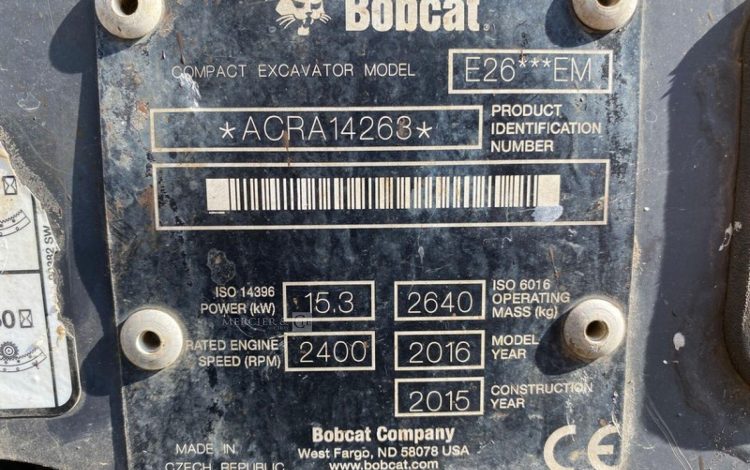 Bobcat
COMPACT EXCAVATOR MODEL E26***EM
*ACRA14263*
PRODUCT
IDENTIFICATION
NUMBER
ISO 14396
POWER (kW)
15.3
2640
ISO 6016
OPERATING
MASS (kg)
RATED ENGINE
SPEED (RPM)
2400
2016
MODEL
YEAR
2015
CONSTRUCTION
YEAR
Bobcat Company
West Fargo, ND 58078 USA
www.bobcat.com
MADE IN
CZECH REPUBLIC
CE